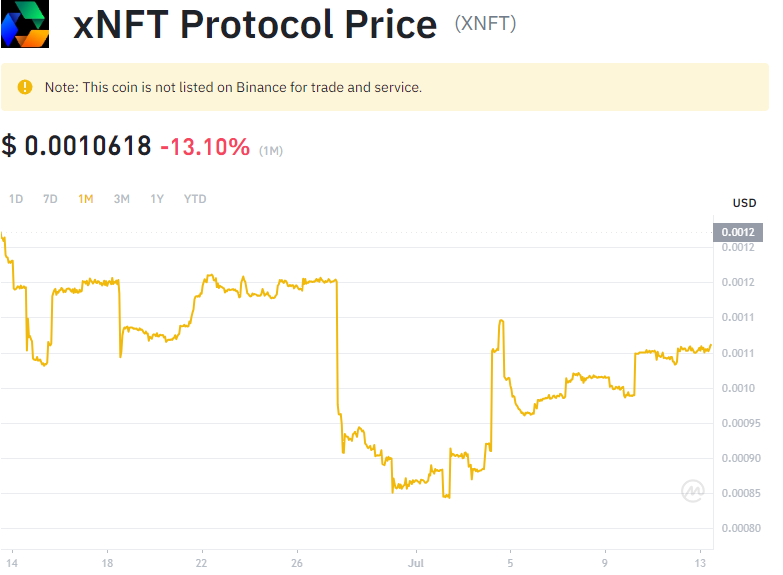 xNFT Protocol Price (XNFT)
Note: This coin is not listed on Binance for trade and service.
$ 0.0010618 -13.10% (1M)
1D 7D 1M 3M 1Y YTD
USD
0.0012
0.0012
0.0012
0.0011
0.0011
0.0010
0.00095
0.00090
0.00085
0.00080
14 18 22 26 Jul 5 9 13